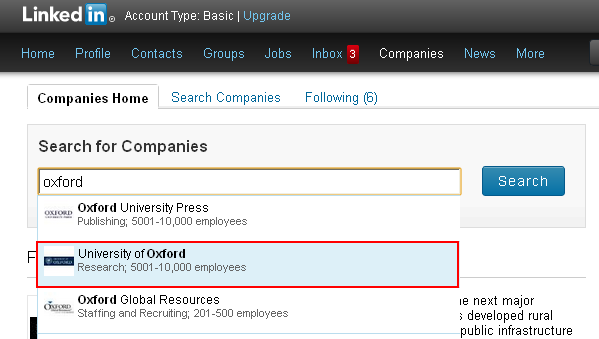 Linked in® Account Type: Basic | Upgrade
Home Profile Contacts Groups Jobs Inbox 3 Companies News More
Companies Home Search Companies Following (6)
Search for Companies
oxford Search
OXFORD Oxford University Press
Publishing; 5001-10,000 employees
University of Oxford
Research; 5001-10,000 employees
OXFORD Oxford Global Resources
Staffing and Recruiting; 201-500 employees
F
ne next major
s developed rural
public infrastructure